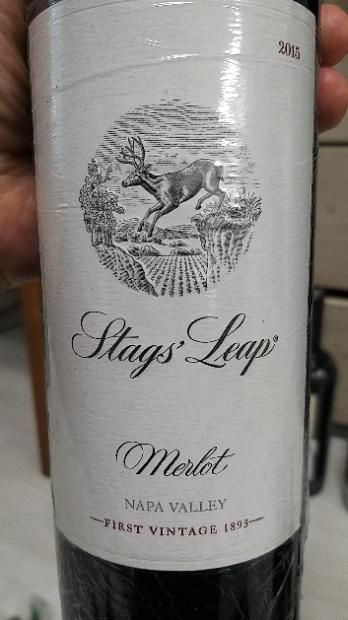 2015
Stags' Leap®
Merlot
NAPA VALLEY
FIRST VINTAGE 1893